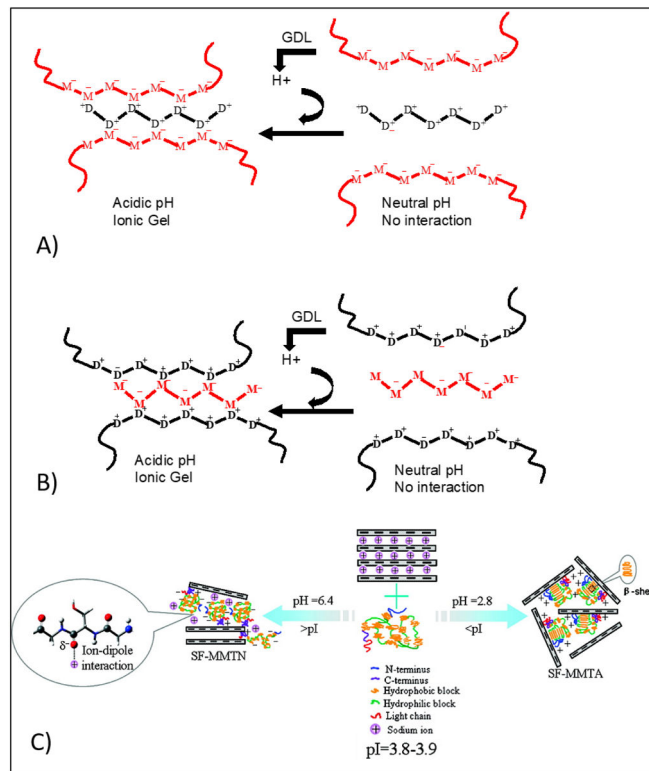 GDL
H+
M⁻ M⁻ M⁻ M⁻ M⁻ M⁻
⁺D D⁺ D⁺ D⁺ D⁺ D⁺ D⁺
M⁻ M⁻ M⁻ M⁻ M⁻ M⁻ M⁻
Acidic pH
Ionic Gel
Neutral pH
No interaction
A)
GDL
H+
D⁺ D⁺ D⁺ D⁺ D⁺ D⁺
M⁻ M⁻ M⁻ M⁻ M⁻ M⁻
D⁺ D⁺ D⁺ D⁺ D⁺ D⁺ D⁺
Acidic pH
Ionic Gel
Neutral pH
No interaction
B)
δ⁻
Ion-dipole
interaction
pH =6.4
>pI
SF-MMTN
pH =2.8
<pI
β -she
SF-MMTA
N-terminus
C-terminus
Hydrophobic block
Hydrophilic block
Light chain
Sodium ion
pI=3.8-3.9
C)